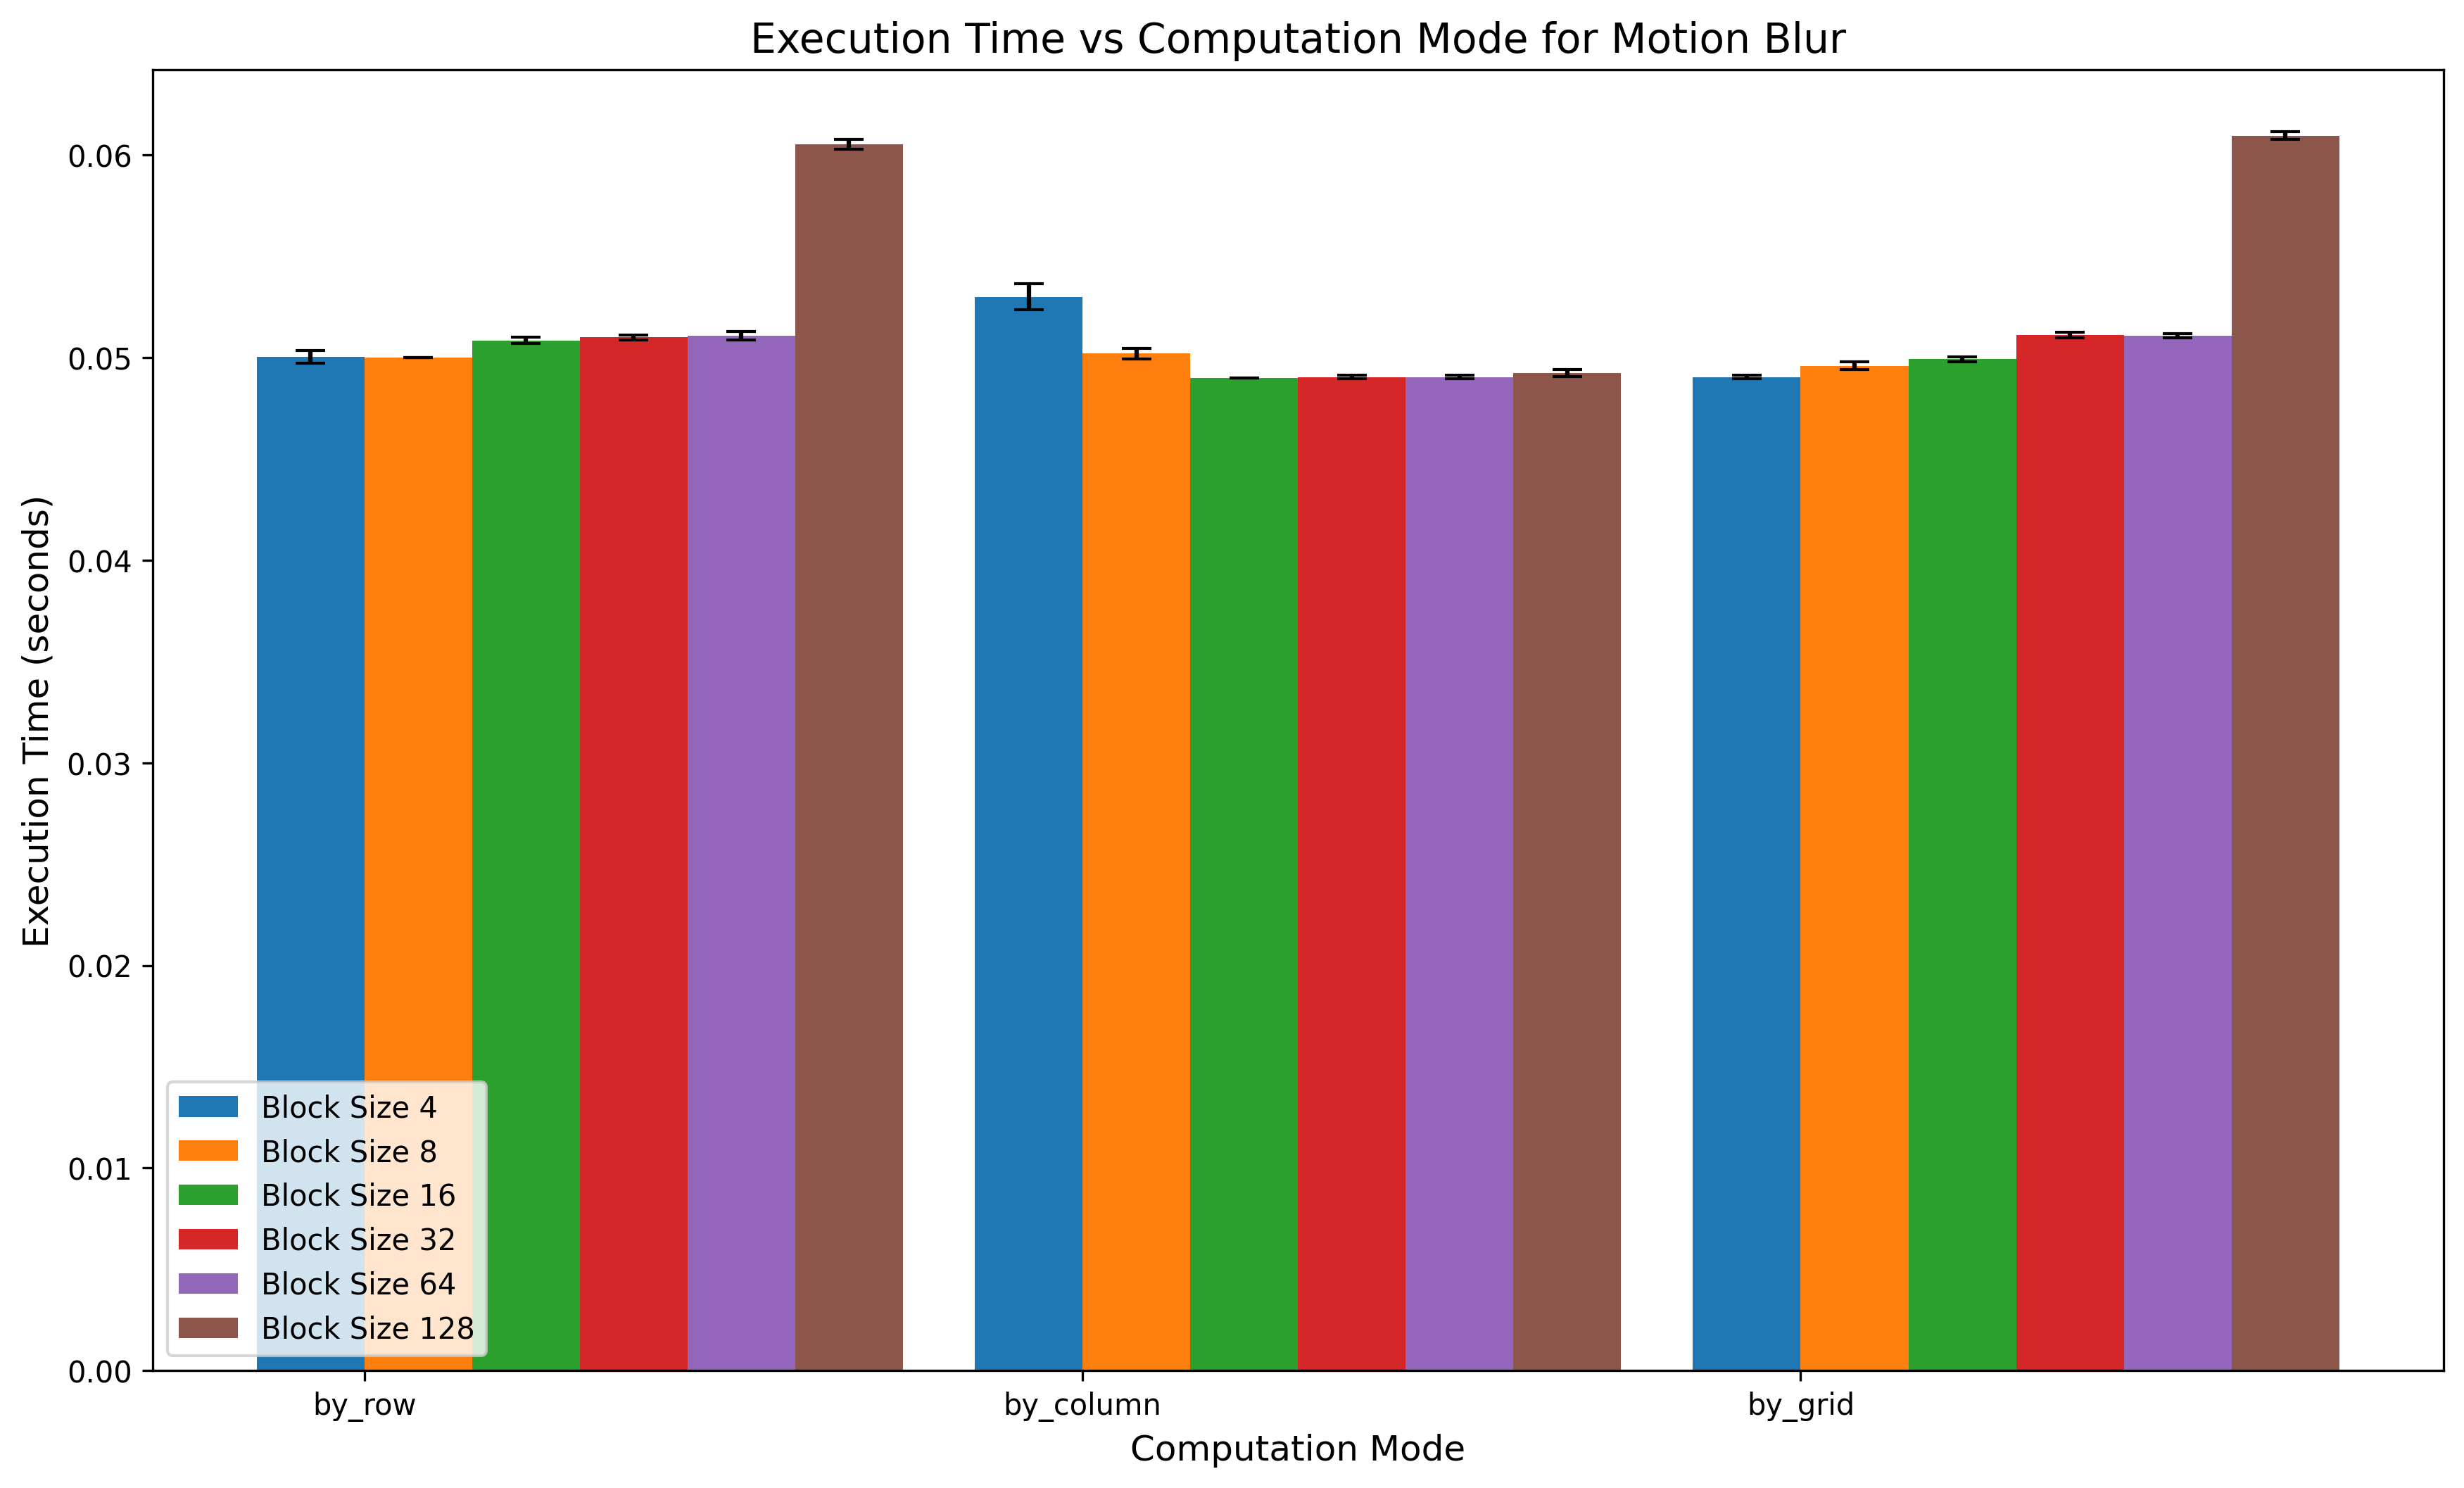 Execution Time vs Computation Mode for Motion Blur
Execution Time (seconds)
0.06
0.05
0.04
0.03
0.02
0.01
0.00
Block Size 4
Block Size 8
Block Size 16
Block Size 32
Block Size 64
Block Size 128
by_row by_column by_grid
Computation Mode